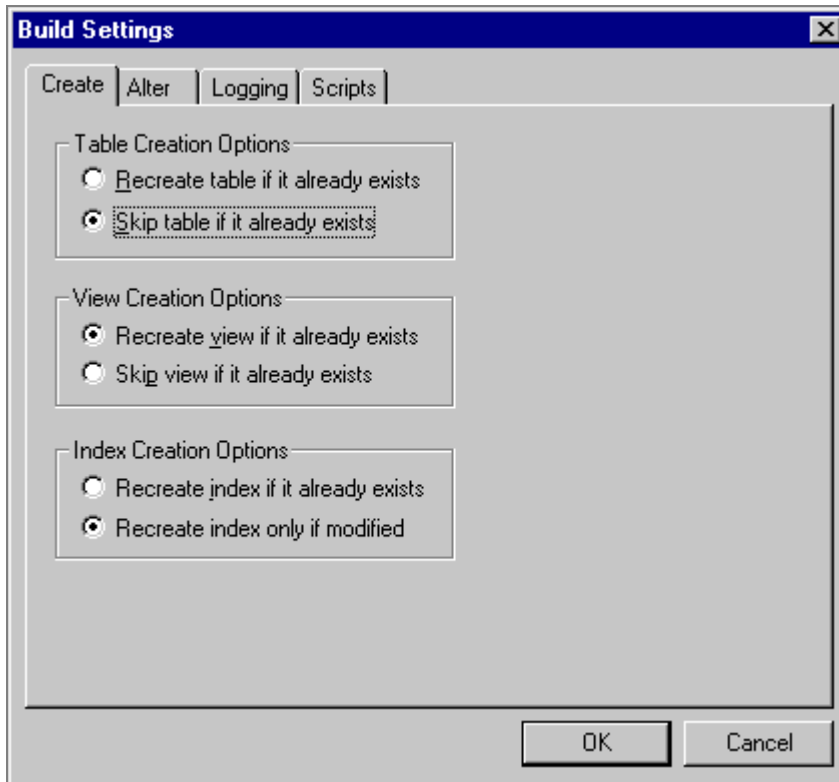 Build Settings
Create Alter Logging Scripts
Table Creation Options
Recreate table if it already exists
Skip table if it already exists
View Creation Options
Recreate view if it already exists
Skip view if it already exists
Index Creation Options
Recreate index if it already exists
Recreate index only if modified
OK Cancel